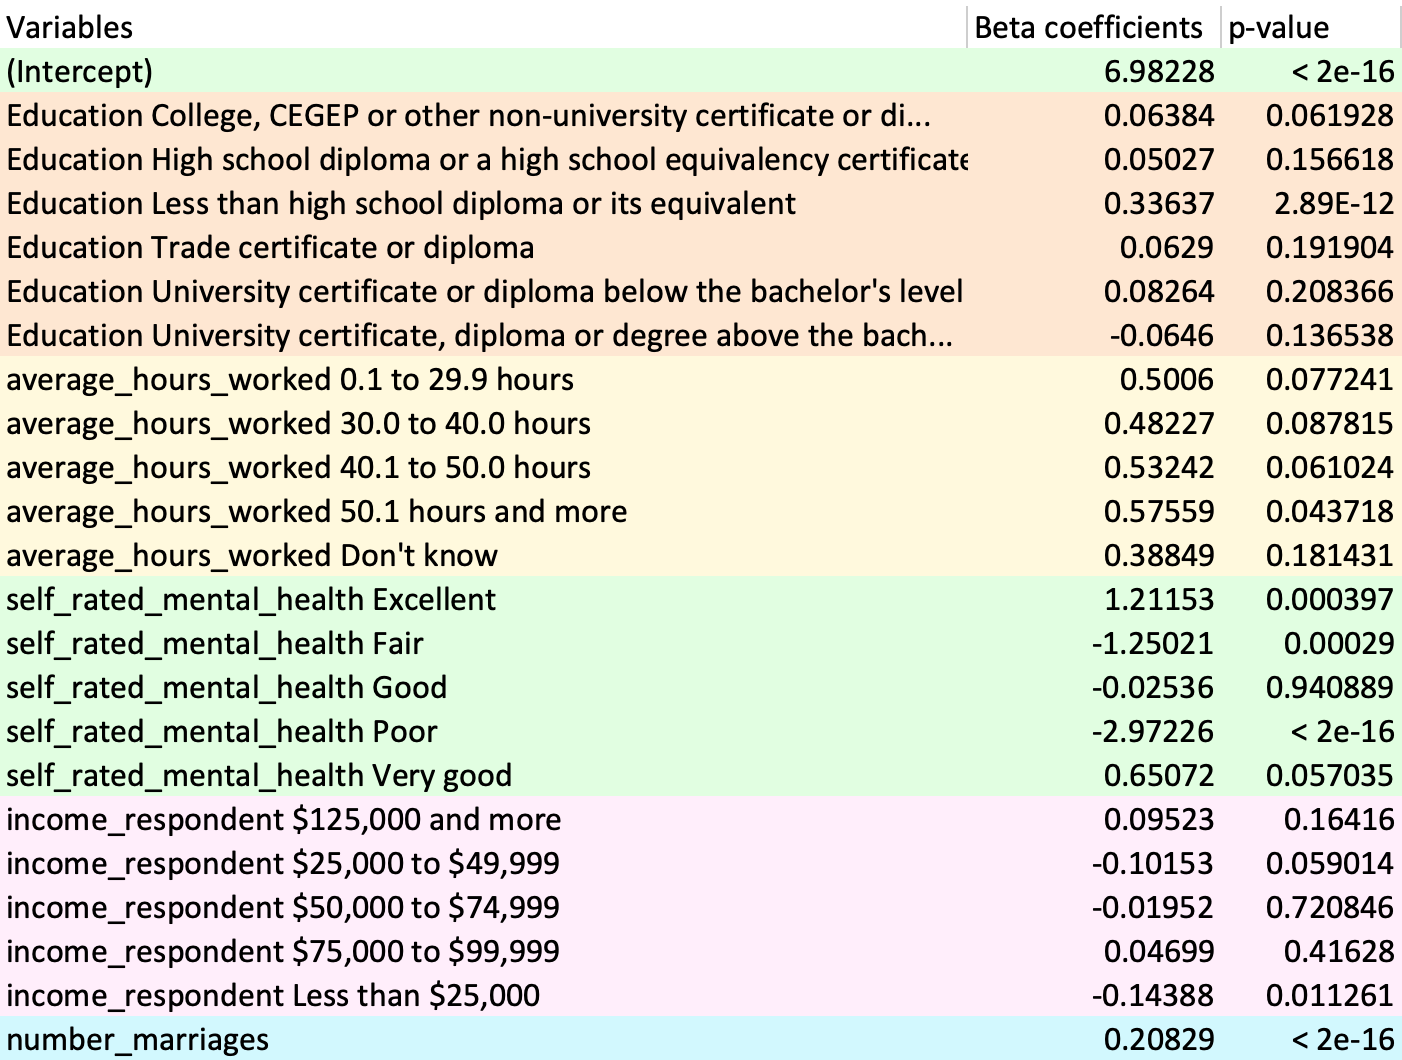 Variables Beta coefficients p-value
(Intercept) 6.98228 < 2e-16
Education College, CEGEP or other non-university certificate or di... 0.06384 0.061928
Education High school diploma or a high school equivalency certificate 0.05027 0.156618
Education Less than high school diploma or its equivalent 0.33637 2.89E-12
Education Trade certificate or diploma 0.0629 0.191904
Education University certificate or diploma below the bachelor's level 0.08264 0.208366
Education University certificate, diploma or degree above the bach... -0.0646 0.136538
average_hours_worked 0.1 to 29.9 hours 0.5006 0.077241
average_hours_worked 30.0 to 40.0 hours 0.48227 0.087815
average_hours_worked 40.1 to 50.0 hours 0.53242 0.061024
average_hours_worked 50.1 hours and more 0.57559 0.043718
average_hours_worked Don't know 0.38849 0.181431
self_rated_mental_health Excellent 1.21153 0.000397
self_rated_mental_health Fair -1.25021 0.00029
self_rated_mental_health Good -0.02536 0.940889
self_rated_mental_health Poor -2.97226 < 2e-16
self_rated_mental_health Very good 0.65072 0.057035
income_respondent $125,000 and more 0.09523 0.16416
income_respondent $25,000 to $49,999 -0.10153 0.059014
income_respondent $50,000 to $74,999 -0.01952 0.720846
income_respondent $75,000 to $99,999 0.04699 0.41628
income_respondent Less than $25,000 -0.14388 0.011261
number_marriages 0.20829 < 2e-16